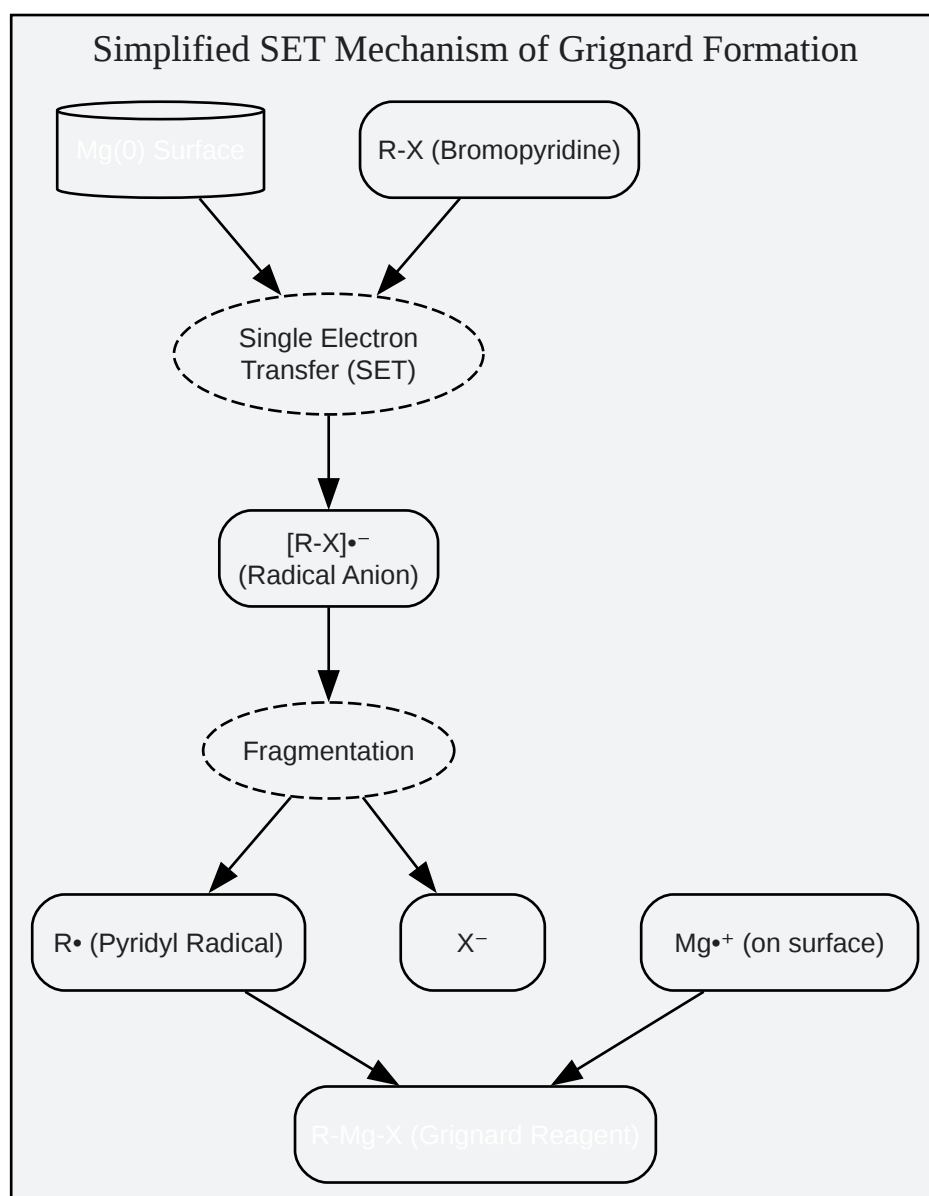 Simplified SET Mechanism of Grignard Formation
Mg(0) Surface
R-X (Bromopyridine)
Single Electron
Transfer (SET)
[R-X]•⁻
(Radical Anion)
Fragmentation
R• (Pyridyl Radical)
X⁻
Mg•⁺ (on surface)
R-Mg-X (Grignard Reagent)